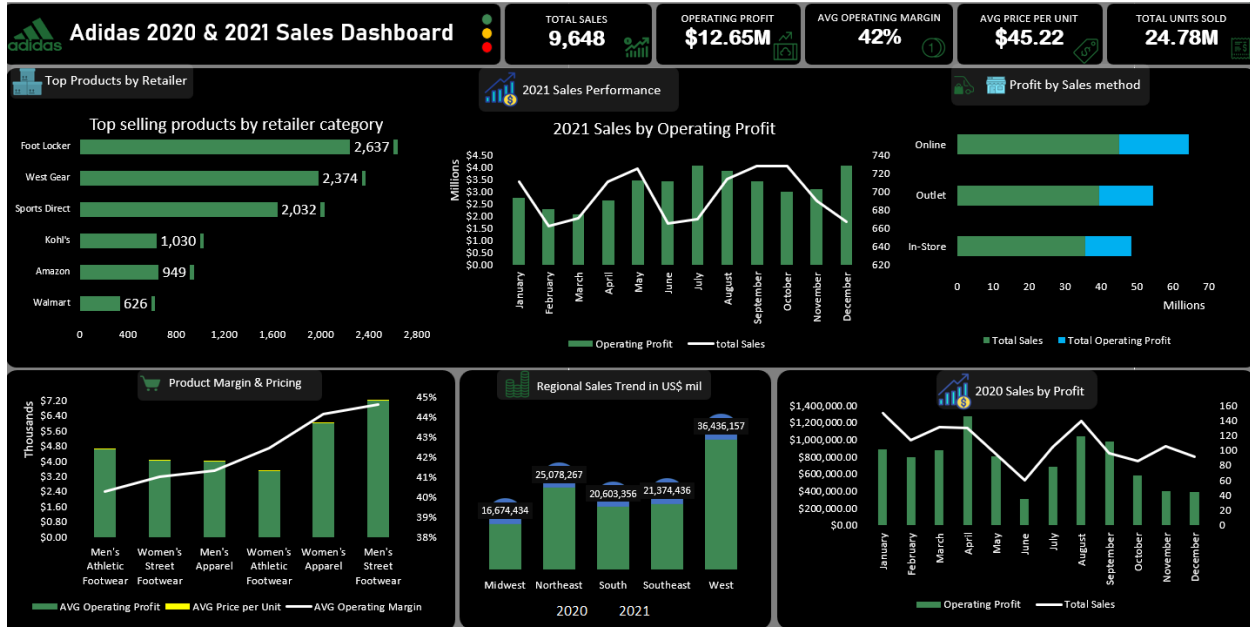 adidas
Adidas 2020 & 2021 Sales Dashboard
TOTAL SALES
9,648
OPERATING PROFIT
$12.65M
AVG OPERATING MARGIN
42%
AVG PRICE PER UNIT
$45.22
TOTAL UNITS SOLD
24.78M
Top Products by Retailer
Top selling products by retailer category
Foot Locker
2,637
West Gear
2,374
Sports Direct
2,032
Kohl's
1,030
Amazon
949
Walmart
626
0 400 800 1,200 1,600 2,000 2,400 2,800
2021 Sales Performance
2021 Sales by Operating Profit
Millions
$4.50
$4.00
$3.50
$3.00
$2.50
$2.00
$1.50
$1.00
$0.50
$0.00
740
720
700
680
660
640
620
January
February
March
April
May
June
July
August
September
October
November
December
Operating Profit
total Sales
Profit by Sales method
Online
Outlet
In-Store
0 10 20 30 40 50 60 70
Millions
Total Sales
Total Operating Profit
Product Margin & Pricing
Thousands
$7.20
$6.40
$5.60
$4.80
$4.00
$3.20
$2.40
$1.60
$0.80
$0.00
45%
44%
43%
42%
41%
40%
39%
38%
Men's
Athletic
Footwear
Women's
Street
Footwear
Men's
Apparel
Women's
Athletic
Footwear
Women's
Apparel
Men's
Street
Footwear
AVG Operating Profit
AVG Price per Unit
AVG Operating Margin
Regional Sales Trend in US$ mil
16,674,434
25,078,267
20,603,356
21,374,436
36,436,157
Midwest
Northeast
South
Southeast
West
2020 2021
2020 Sales by Profit
$1,400,000.00
$1,200,000.00
$1,000,000.00
$800,000.00
$600,000.00
$400,000.00
$200,000.00
$0.00
160
140
120
100
80
60
40
20
0
January
February
March
April
May
June
July
August
September
October
November
December
Operating Profit
Total Sales